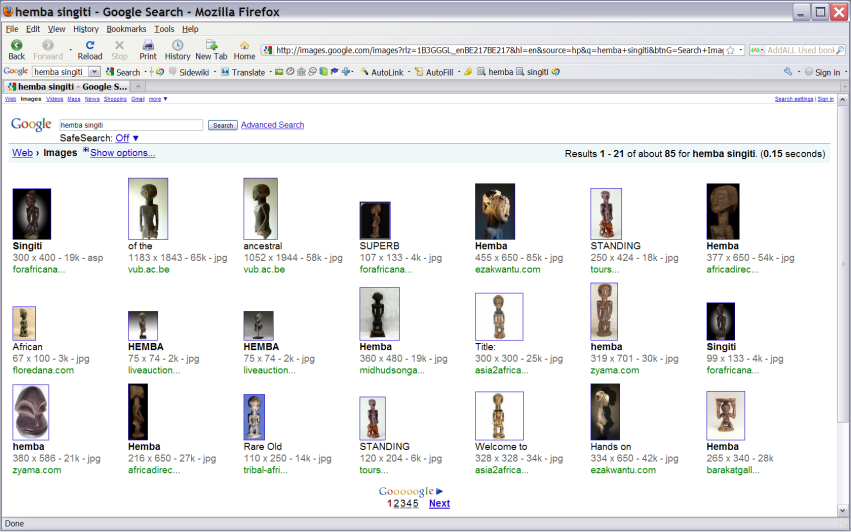 hemba singiti - Google Search - Mozilla Firefox
File Edit View History Bookmarks Tools Help
Back Forward Reload Stop Print History New Tab Home http://images.google.com/images?rlz=1B3GGGL_enBE217BE217&hl=en&source=hp&q=hemba+singiti&btnG=Search+Imag AddALL Used book
Google hemba singiti Search Sidewiki Translate AutoLink AutoFill hemba singiti Sign in
hemba singiti - Google S...
Web Images Videos Maps News Shopping Gmail more ▼ Search settings | Sign in
Google hemba singiti Search Advanced Search
SafeSearch: Off ▼
Web › Images Show options... Results 1 - 21 of about 85 for hemba singiti. (0.15 seconds)
Singiti of the ancestral SUPERB Hemba STANDING Hemba
300 x 400 - 19k - asp 1183 x 1843 - 65k - jpg 1052 x 1944 - 58k - jpg 107 x 133 - 4k - jpg 455 x 650 - 85k - jpg 250 x 424 - 18k - jpg 377 x 650 - 54k - jpg
forafrica... vub.ac.be vub.ac.be forafrica... ezakwantu.com tours... africadirec...
African HEMBA HEMBA Hemba Title: hemba Singiti
67 x 100 - 3k - jpg 75 x 74 - 2k - jpg 75 x 74 - 2k - jpg 360 x 480 - 19k - jpg 300 x 300 - 25k - jpg 319 x 701 - 30k - jpg 99 x 133 - 4k - jpg
floredana.com liveauction... liveauction... midhudsonga... asia2africa... zyama.com forafrica...
hemba Hemba Rare Old STANDING Welcome to Hands on Hemba
380 x 586 - 21k - jpg 216 x 650 - 27k - jpg 110 x 250 - 14k - jpg 120 x 204 - 6k - jpg 328 x 328 - 34k - jpg 334 x 650 - 42k - jpg 265 x 340 - 28k
zyama.com africadirec... tribal-afri... tours... asia2africa... ezakwantu.com barakatgall...
Gooooogle
1 2 3 4 5 Next
Done